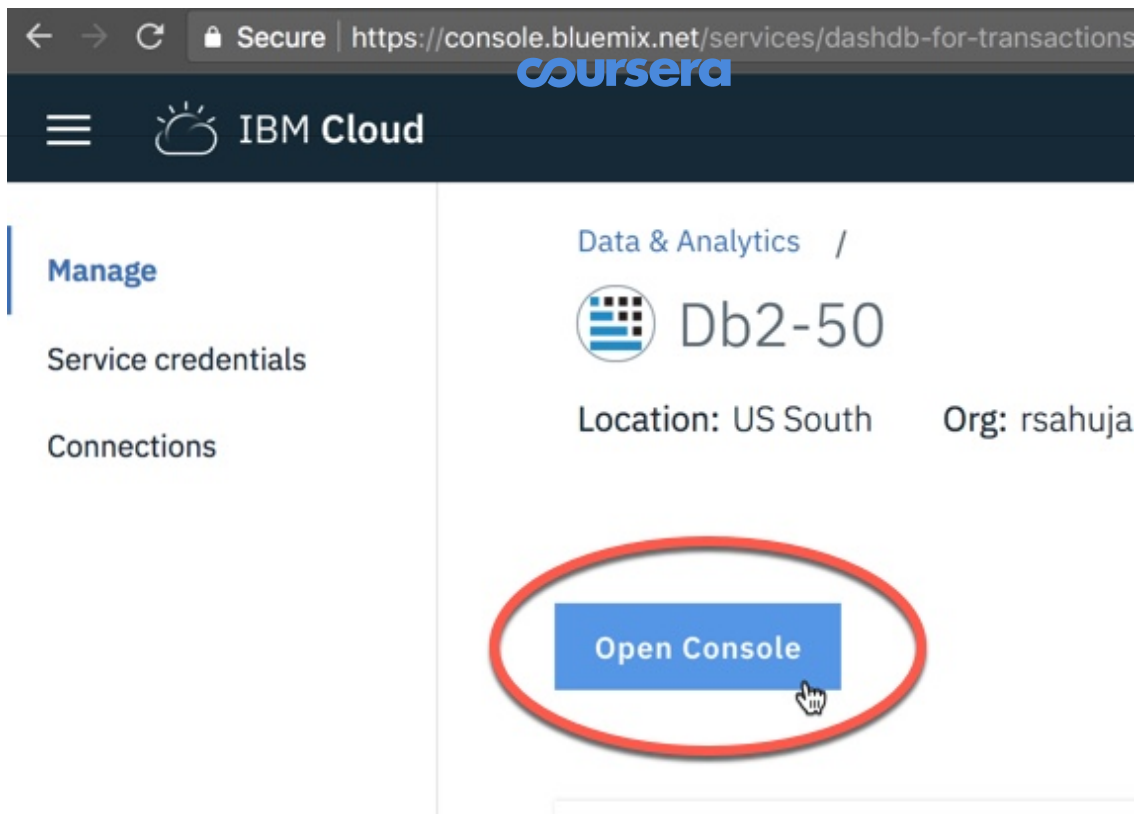 Secure https://console.bluemix.net/services/dashdb-for-transactions
coursera
IBM Cloud
Manage
Service credentials
Connections
Data & Analytics /
Db2-50
Location: US South Org: rsahuja
Open Console